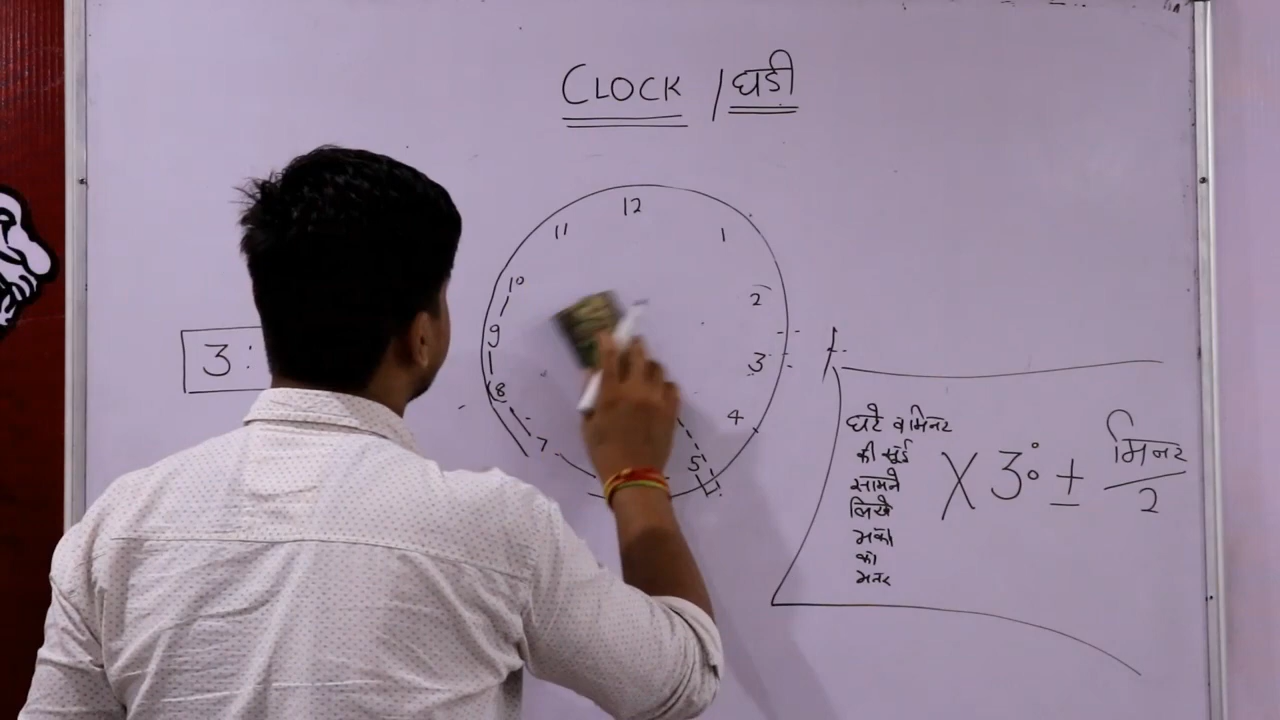 CLOCK / घडी
12
11
1
10
2
9
3
8
4
7
5
3:
घंटे व मिनट
की सूई
सामने
लिखे
अंको
का
अन्तर
X 3° ± मिनट
2